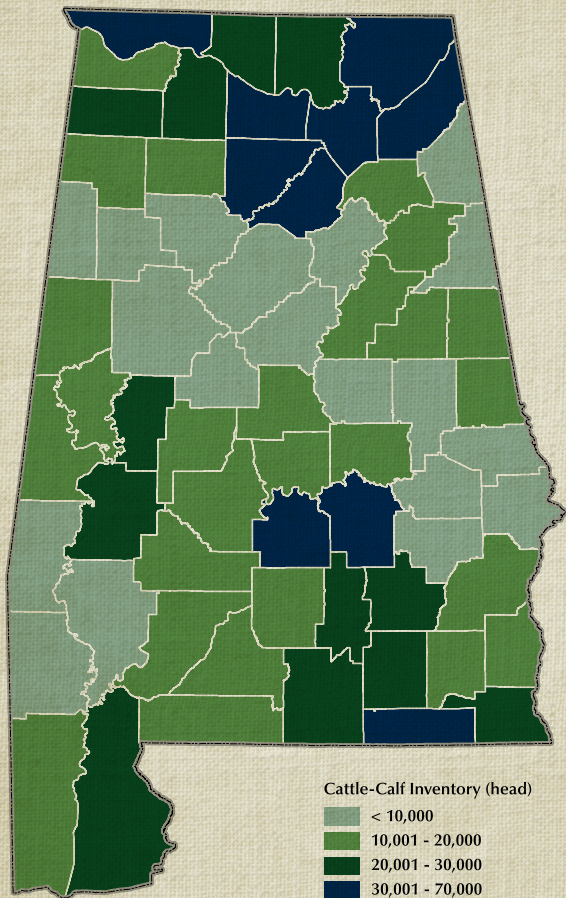 Cattle-Calf Inventory (head)
< 10,000
10,001 - 20,000
20,001 - 30,000
30,001 - 70,000